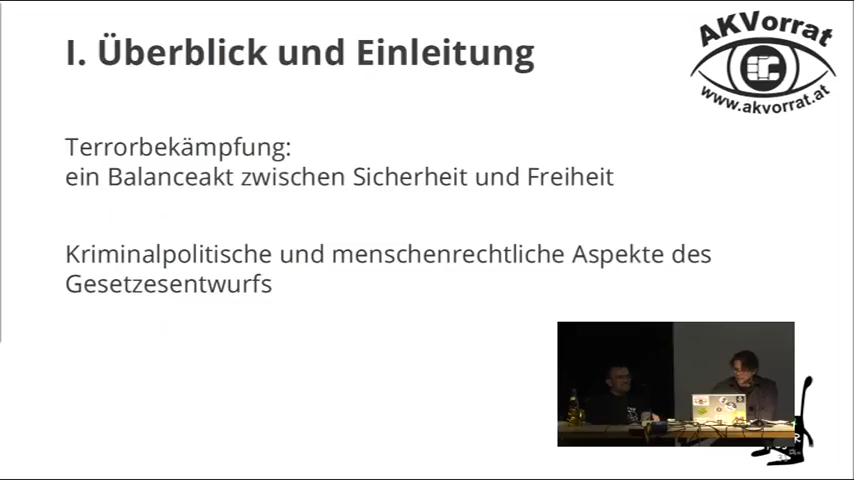 I. Überblick und Einleitung
AKVorrat
www.akvorrat.at
Terrorbekämpfung:
ein Balanceakt zwischen Sicherheit und Freiheit
Kriminalpolitische und menschenrechtliche Aspekte des
Gesetzesentwurfs